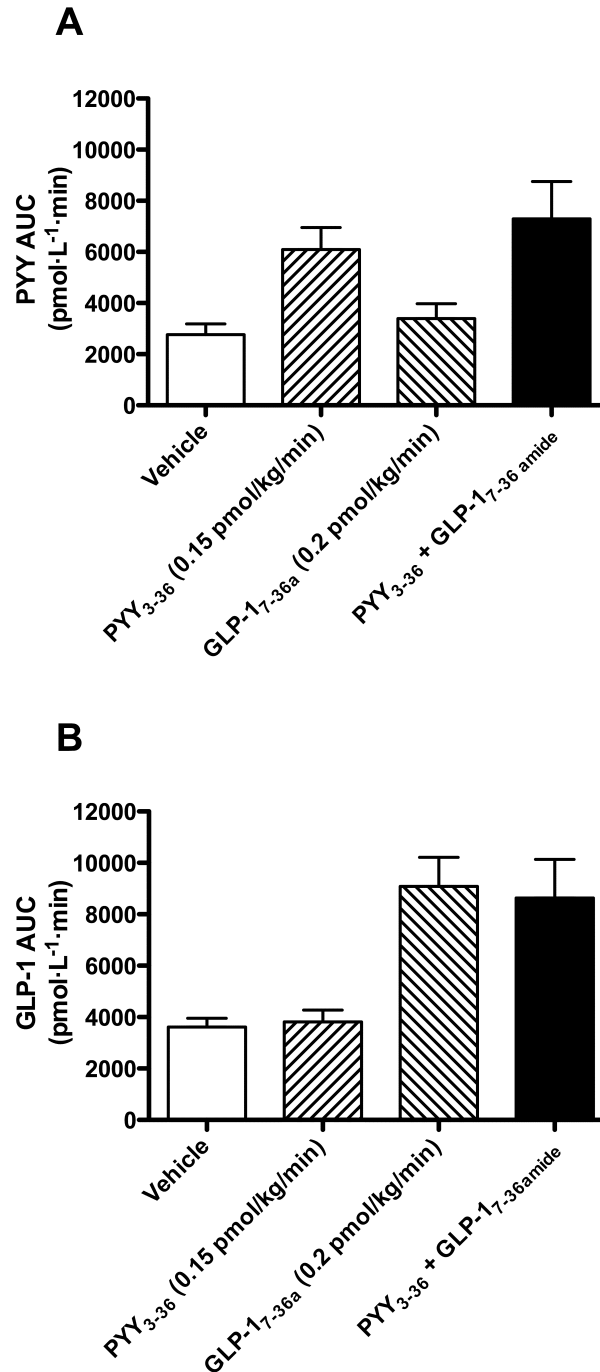 A
12000
10000
8000
6000
4000
2000
0
PYY AUC
(pmol·L⁻¹·min)
Vehicle
PYY₃₋₃₆ (0.15 pmol/kg/min)
GLP-1₇₋₃₆ₐ (0.2 pmol/kg/min)
PYY₃₋₃₆ + GLP-1₇₋₃₆ amide
B
12000
10000
8000
6000
4000
2000
0
GLP-1 AUC
(pmol·L⁻¹·min)
Vehicle
PYY₃₋₃₆ (0.15 pmol/kg/min)
GLP-1₇₋₃₆ₐ (0.2 pmol/kg/min)
PYY₃₋₃₆ + GLP-1₇₋₃₆amide